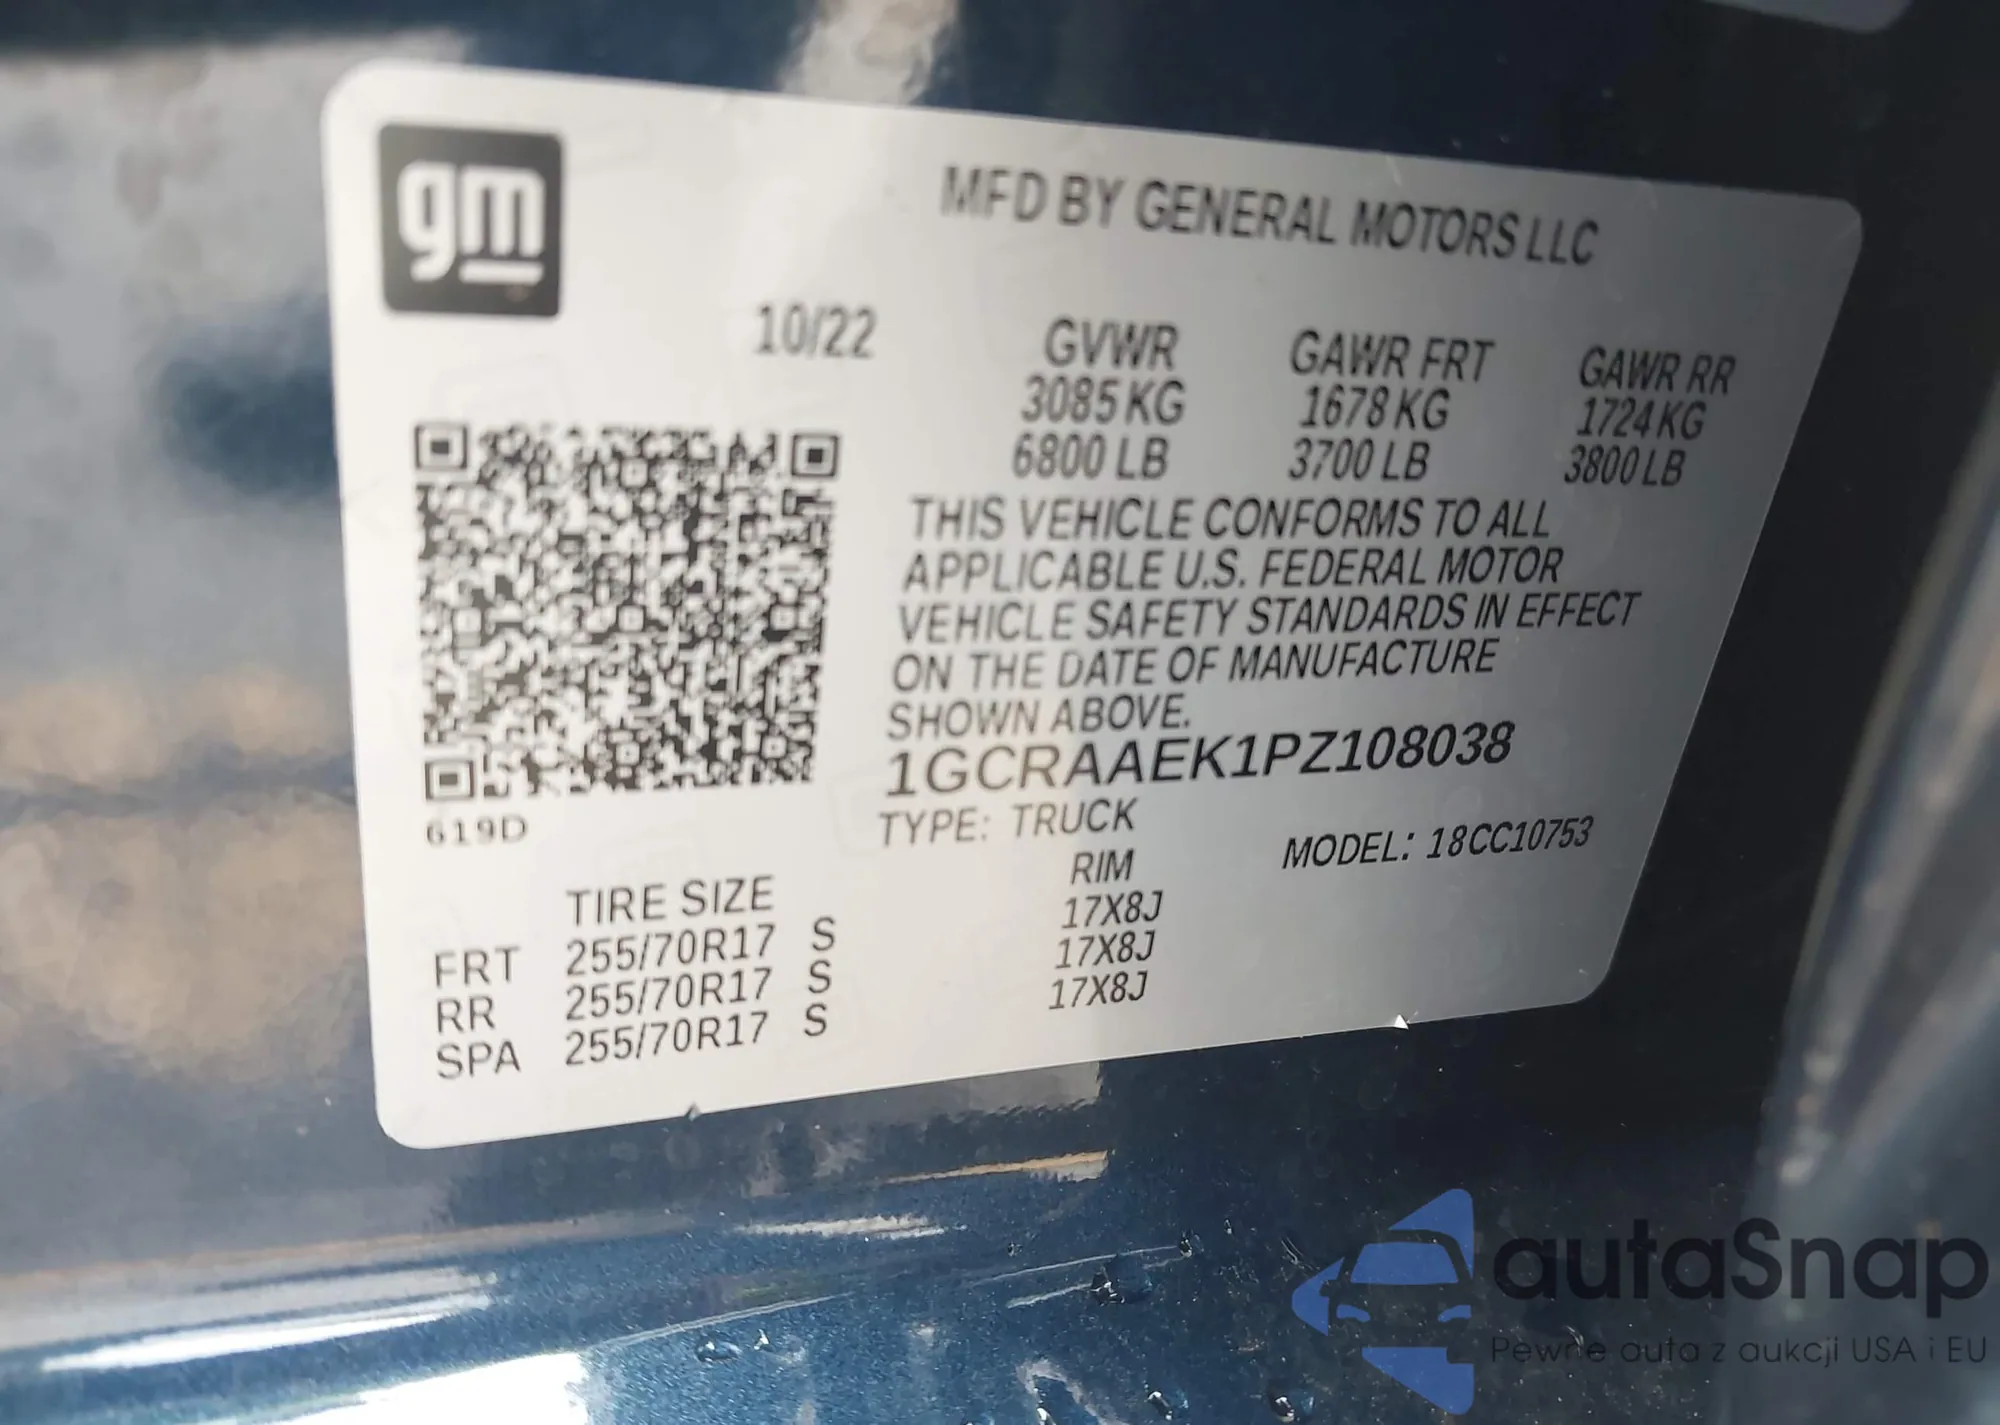 gm
MFD BY GENERAL MOTORS LLC
10/22
GVWR GAWR FRT GAWR RR
3085 KG 1678 KG 1724 KG
6800 LB 3700 LB 3800 LB
THIS VEHICLE CONFORMS TO ALL
APPLICABLE U.S. FEDERAL MOTOR
VEHICLE SAFETY STANDARDS IN EFFECT
ON THE DATE OF MANUFACTURE
SHOWN ABOVE.
1GCRAAEK1PZ108038
619D
TYPE: TRUCK MODEL: 18CC10753
TIRE SIZE RIM
FRT 255/70R17 S 17X8J
RR 255/70R17 S 17X8J
SPA 255/70R17 S 17X8J
autaSnap
Pewne auta z aukcji USA i EU